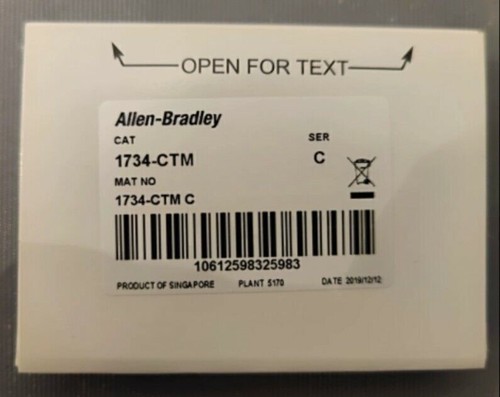 OPEN FOR TEXT
Allen-Bradley
CAT SER
1734-CTM C
MAT NO
1734-CTM C
10612598325983
PRODUCT OF SINGAPORE PLANT 5170 DATE 2019/12/12